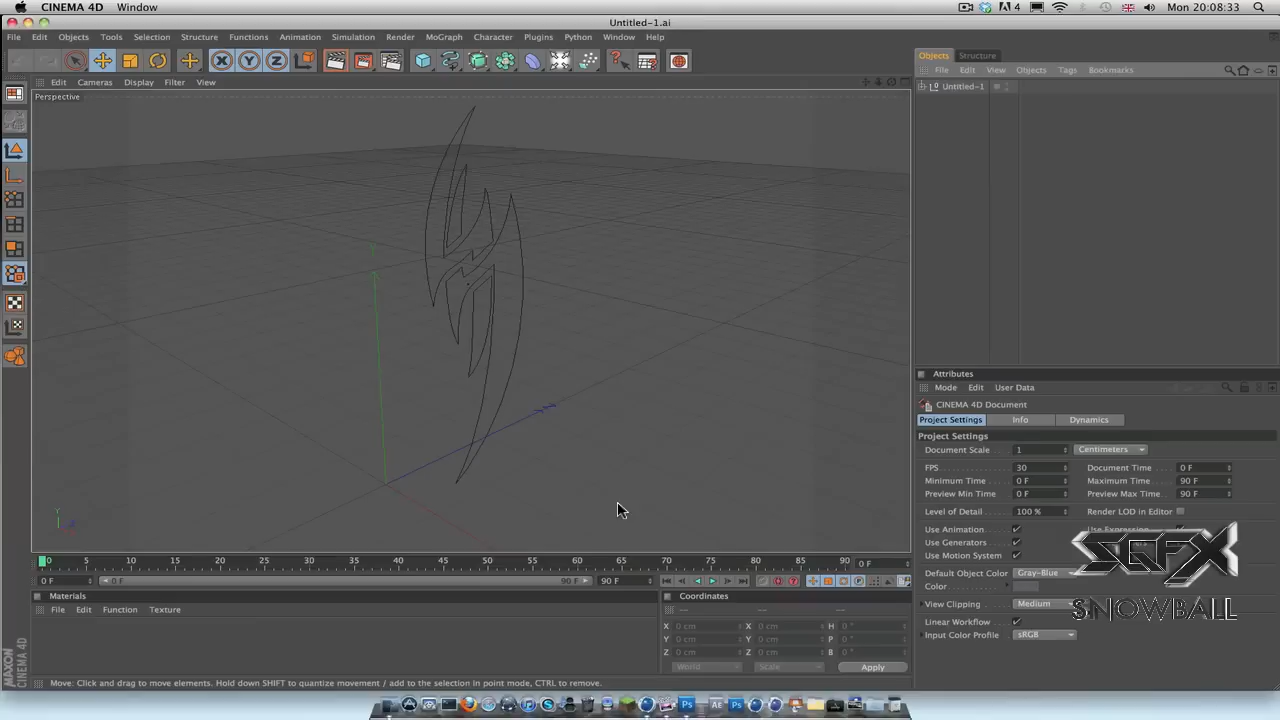 CINEMA 4D Window
4 Mon 20:08:33
Untitled-1.ai
File Edit Objects Tools Selection Structure Functions Animation Simulation Render MoGraph Character Plugins Python Window Help
Edit Cameras Display Filter View
Perspective
Y
Y
0 5 10 15 20 25 30 35 40 45 50 55 60 65 70 75 80 85 90 0 F
0 F 0 F 90 F 90 F
Materials
File Edit Function Texture
Coordinates
-- -- --
X 0 cm X 0 cm H 0 °
Y 0 cm Y 0 cm P 0 °
Z 0 cm Z 0 cm B 0 °
World Scale Apply
Move: Click and drag to move elements. Hold down SHIFT to quantize movement / add to the selection in point mode, CTRL to remove.
MAXON
CINEMA 4D
Objects Structure
File Edit View Objects Tags Bookmarks
Untitled-1
Attributes
Mode Edit User Data
CINEMA 4D Document
Project Settings Info Dynamics
Project Settings
Document Scale 1 Centimeters
FPS 30 Document Time 0 F
Minimum Time 0 F Maximum Time 90 F
Preview Min Time 0 F Preview Max Time 90 F
Level of Detail 100 % Render LOD in Editor
Use Animation Use Expression
Use Generators
Use Motion System
Default Object Color Gray-Blue
Color
View Clipping Medium
Linear Workflow
Input Color Profile sRGB
SEFX
SNOWBALL